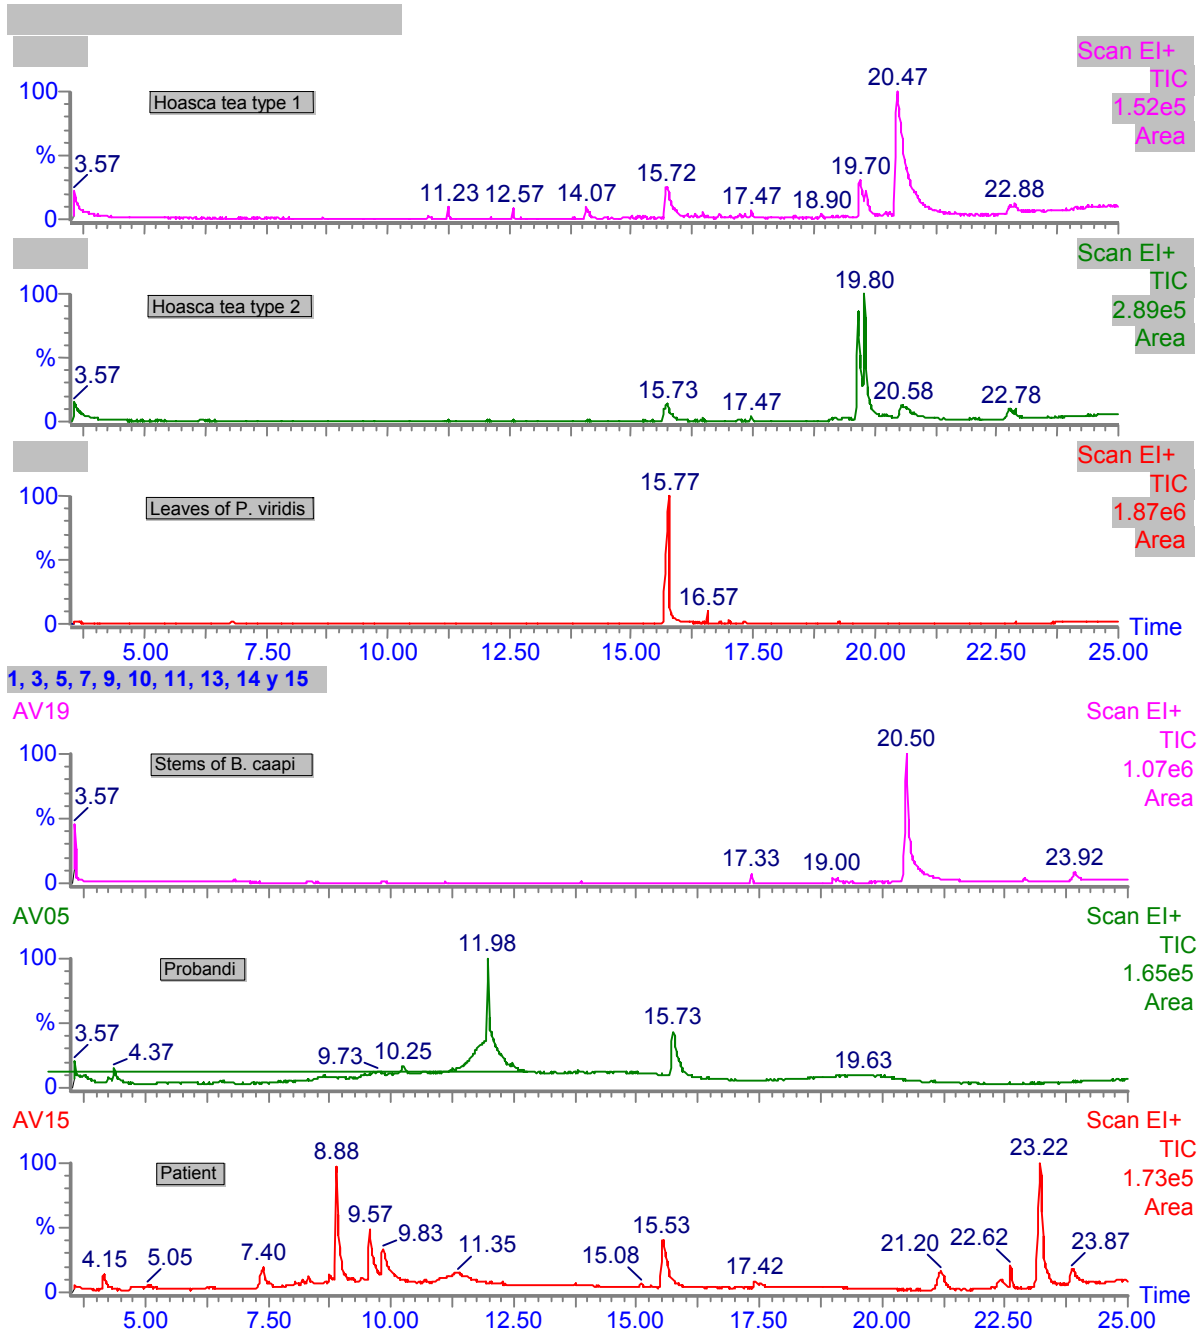 Scan EI+
TIC
1.52e5
Area
Hoasca tea type 1
100
%
0
3.57
11.23 12.57 14.07 15.72 17.47 18.90 19.70 20.47 22.88
Scan EI+
TIC
2.89e5
Area
Hoasca tea type 2
100
%
0
3.57
15.73 17.47 19.80 20.58 22.78
Scan EI+
TIC
1.87e6
Area
Leaves of P. viridis
100
%
0
15.77
16.57
Time
5.00 7.50 10.00 12.50 15.00 17.50 20.00 22.50 25.00
1, 3, 5, 7, 9, 10, 11, 13, 14 y 15
AV19
Scan EI+
TIC
1.07e6
Area
Stems of B. caapi
100
%
0
3.57
17.33 19.00 20.50 23.92
AV05
Scan EI+
TIC
1.65e5
Area
Probandi
100
%
0
3.57 4.37 9.73 10.25 11.98 15.73 19.63
AV15
Scan EI+
TIC
1.73e5
Area
Patient
100
%
0
4.15 5.05 7.40 8.88 9.57 9.83 11.35 15.08 15.53 17.42 21.20 22.62 23.22 23.87
Time
5.00 7.50 10.00 12.50 15.00 17.50 20.00 22.50 25.00